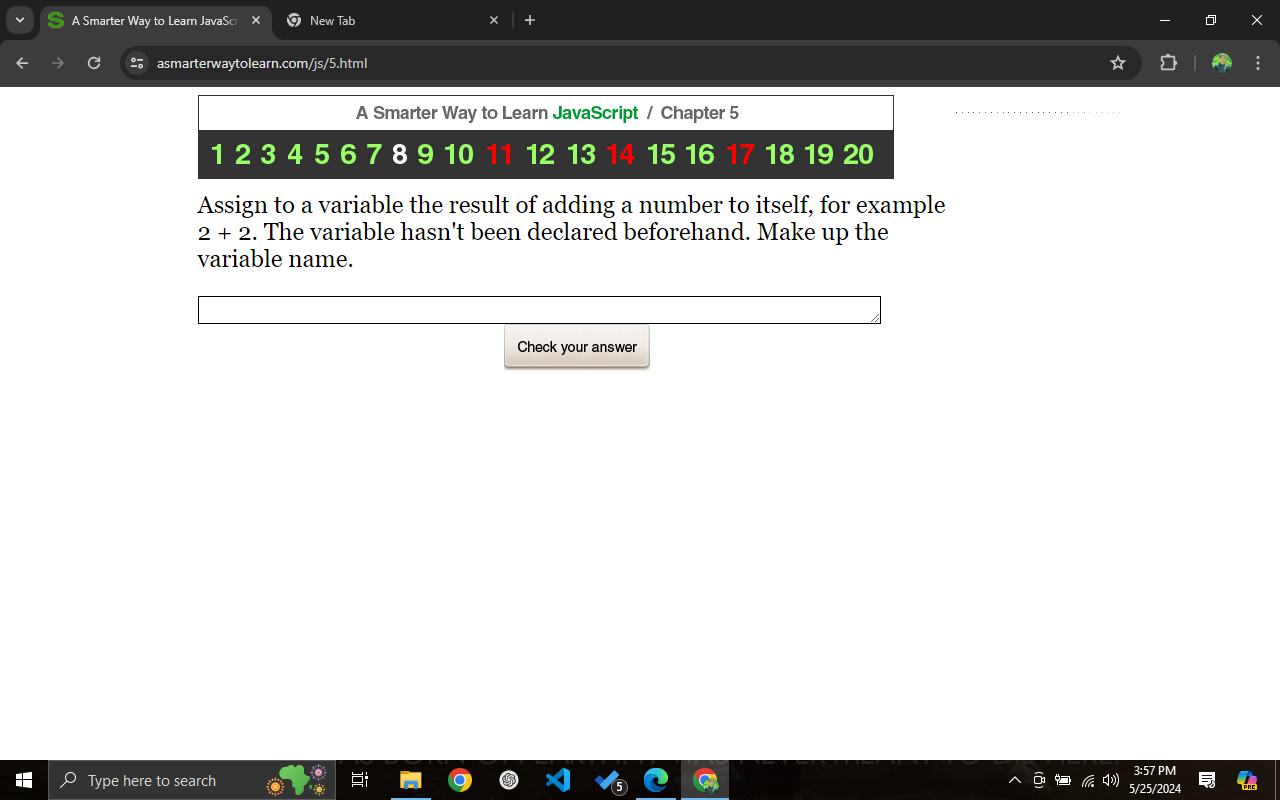 A Smarter Way to Learn JavaScr
New Tab
asmarterwaytolearn.com/js/5.html
A Smarter Way to Learn JavaScript / Chapter 5
1 2 3 4 5 6 7 8 9 10 11 12 13 14 15 16 17 18 19 20
Assign to a variable the result of adding a number to itself, for example
2 + 2. The variable hasn't been declared beforehand. Make up the
variable name.
Check your answer
Type here to search
5
3:57 PM
5/25/2024
PRE